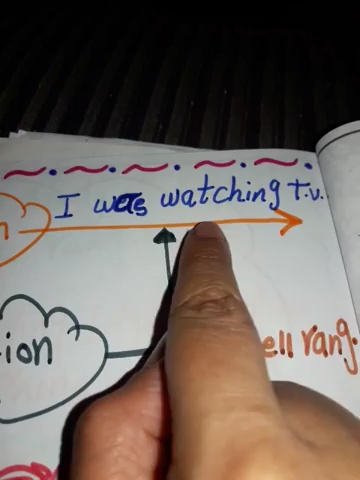 I was watching T.V.
n
ion
ell rang.